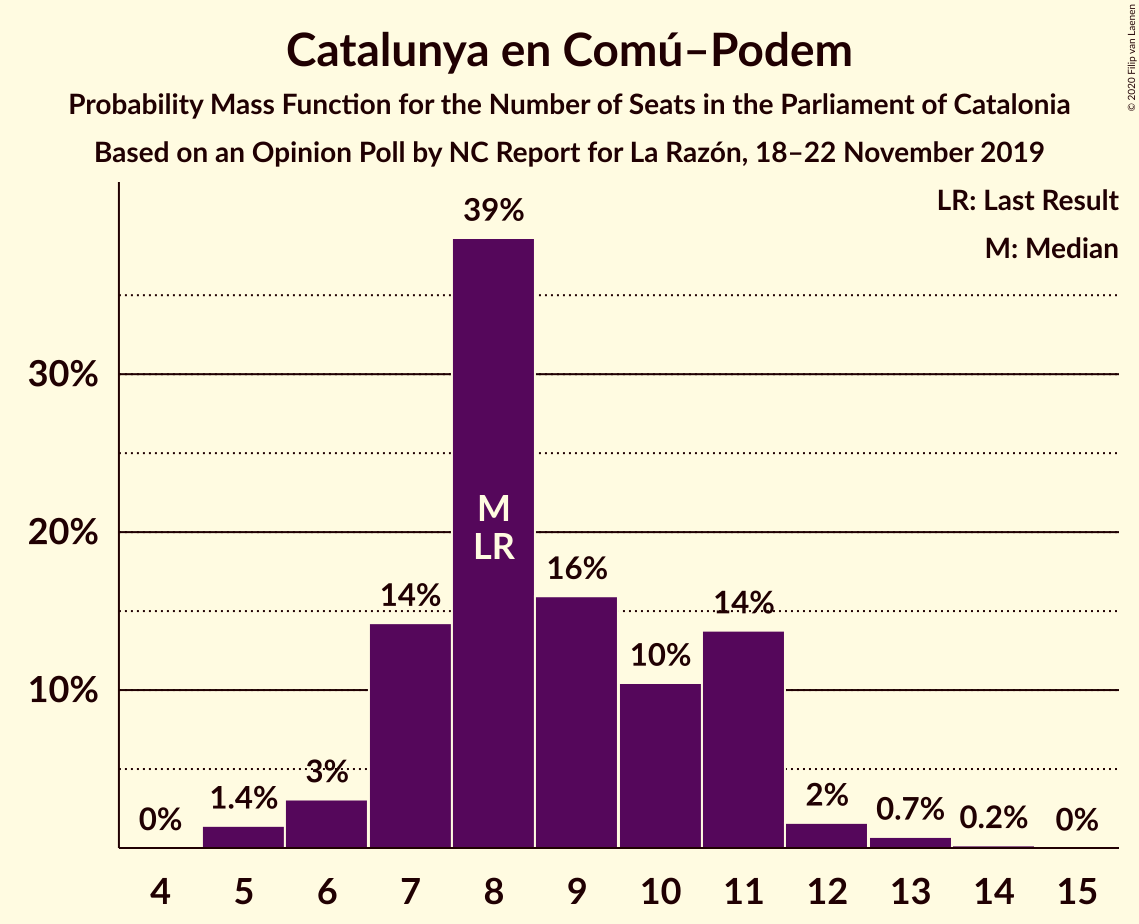 Catalunya en Comú–Podem
Probability Mass Function for the Number of Seats in the Parliament of Catalonia
Based on an Opinion Poll by NC Report for La Razón, 18–22 November 2019
© 2020 Filip van Laenen
LR: Last Result
M: Median
39%
30%
M
20%
LR
16%
14%
14%
10%
10%
3%
2%
1.4%
0.7%
0.2%
0%
0%
4 5 6 7 8 9 10 11 12 13 14 15